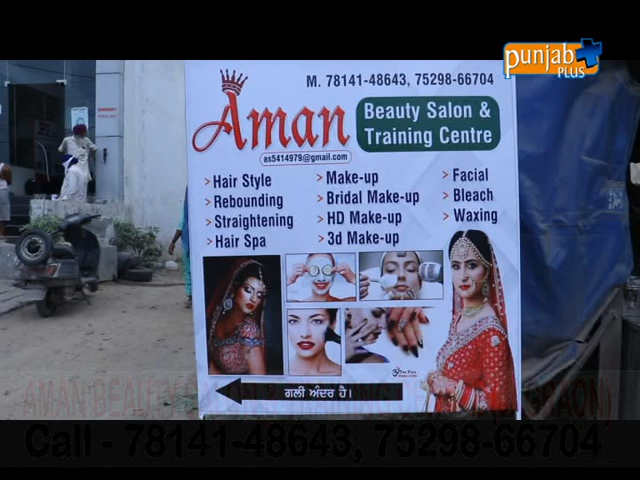 punjab
PLUS
M. 78141-48643, 75298-66704
Aman
Beauty Salon &
Training Centre
as5414979@gmail.com
> Hair Style
> Rebounding
> Straightening
> Hair Spa
> Make-up
> Bridal Make-up
> HD Make-up
> 3d Make-up
> Facial
> Bleach
> Waxing
ਗਲੀ ਅੰਦਰ ਹੈ।
AMAN BEAUTY
Call - 78141-48643, 75298-66704